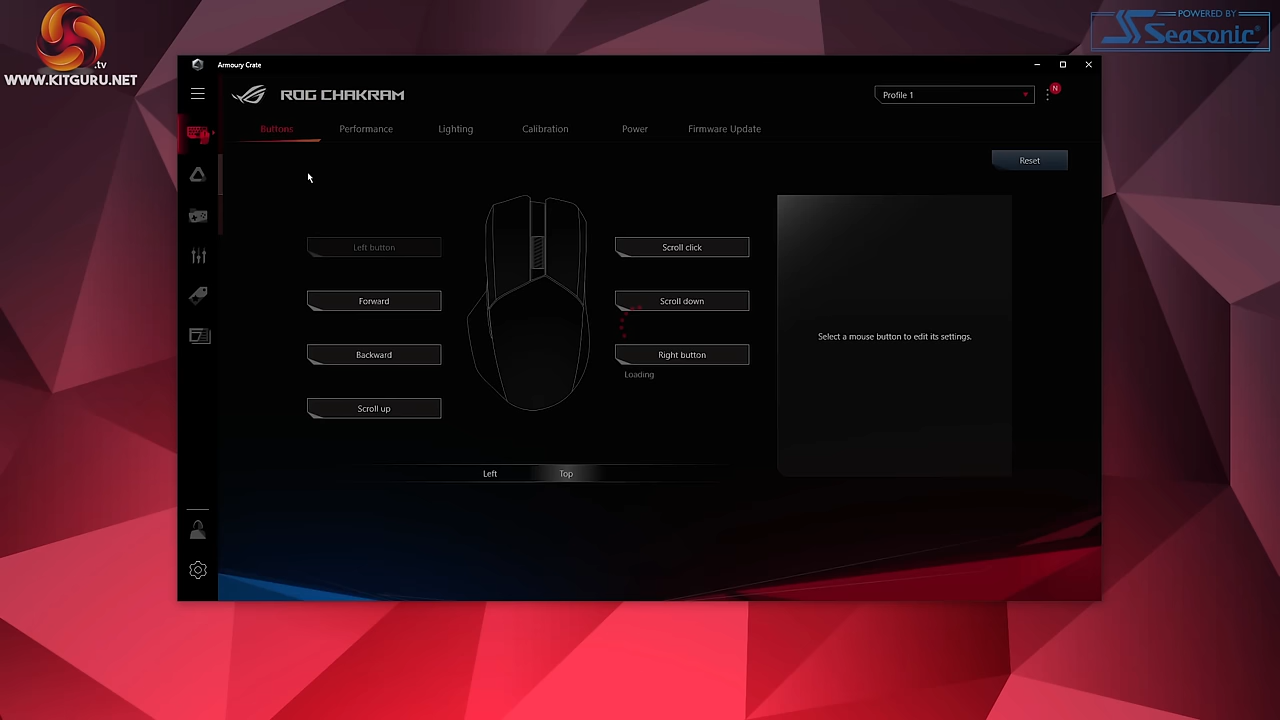 .tv
WWW.KITGURU.NET
POWERED BY
Seasonic
Armoury Crate
ROG CHAKRAM
Profile 1
N
Buttons
Performance
Lighting
Calibration
Power
Firmware Update
Reset
Left button
Scroll click
Forward
Scroll down
Select a mouse button to edit its settings.
Backward
Right button
Loading
Scroll up
Left
Top